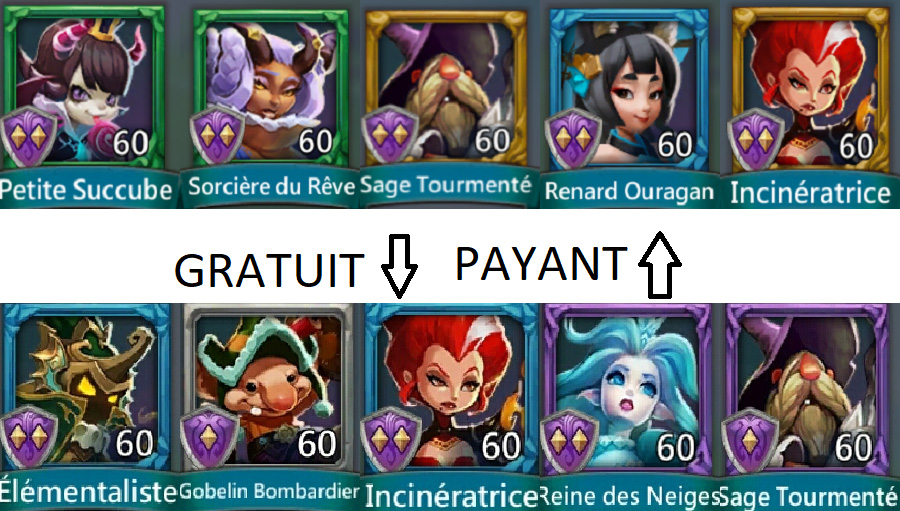 60 60 60 60 60
Petite Succube Sorcière du Rêve Sage Tourmenté Renard Ouragan Incinératrice
GRATUIT PAYANT
60 60 60 60 60
Élémentaliste Gobelin Bombardier Incinératrice Reine des Neiges Sage Tourmenté